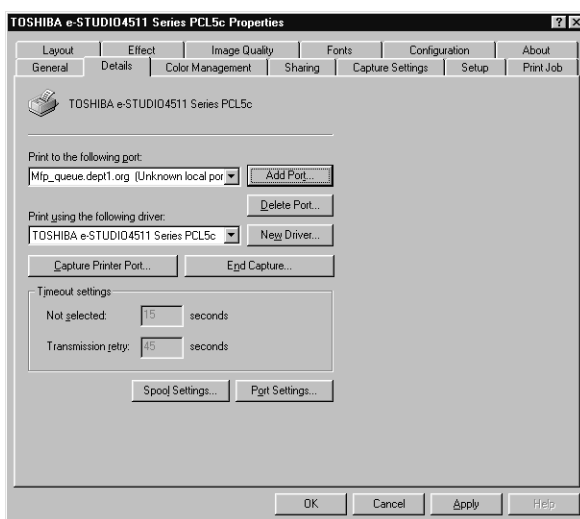 TOSHIBA e-STUDIO4511 Series PCL5c Properties
Layout Effect Image Quality Fonts Configuration About
General Details Color Management Sharing Capture Settings Setup Print Job
TOSHIBA e-STUDIO4511 Series PCL5c
Print to the following port:
Mfp_queue.dept1.org (Unknown local por Add Port...
Delete Port...
Print using the following driver:
TOSHIBA e-STUDIO4511 Series PCL5c New Driver...
Capture Printer Port... End Capture...
Timeout settings
Not selected: 15 seconds
Transmission retry: 45 seconds
Spool Settings... Port Settings...
OK Cancel Apply Help